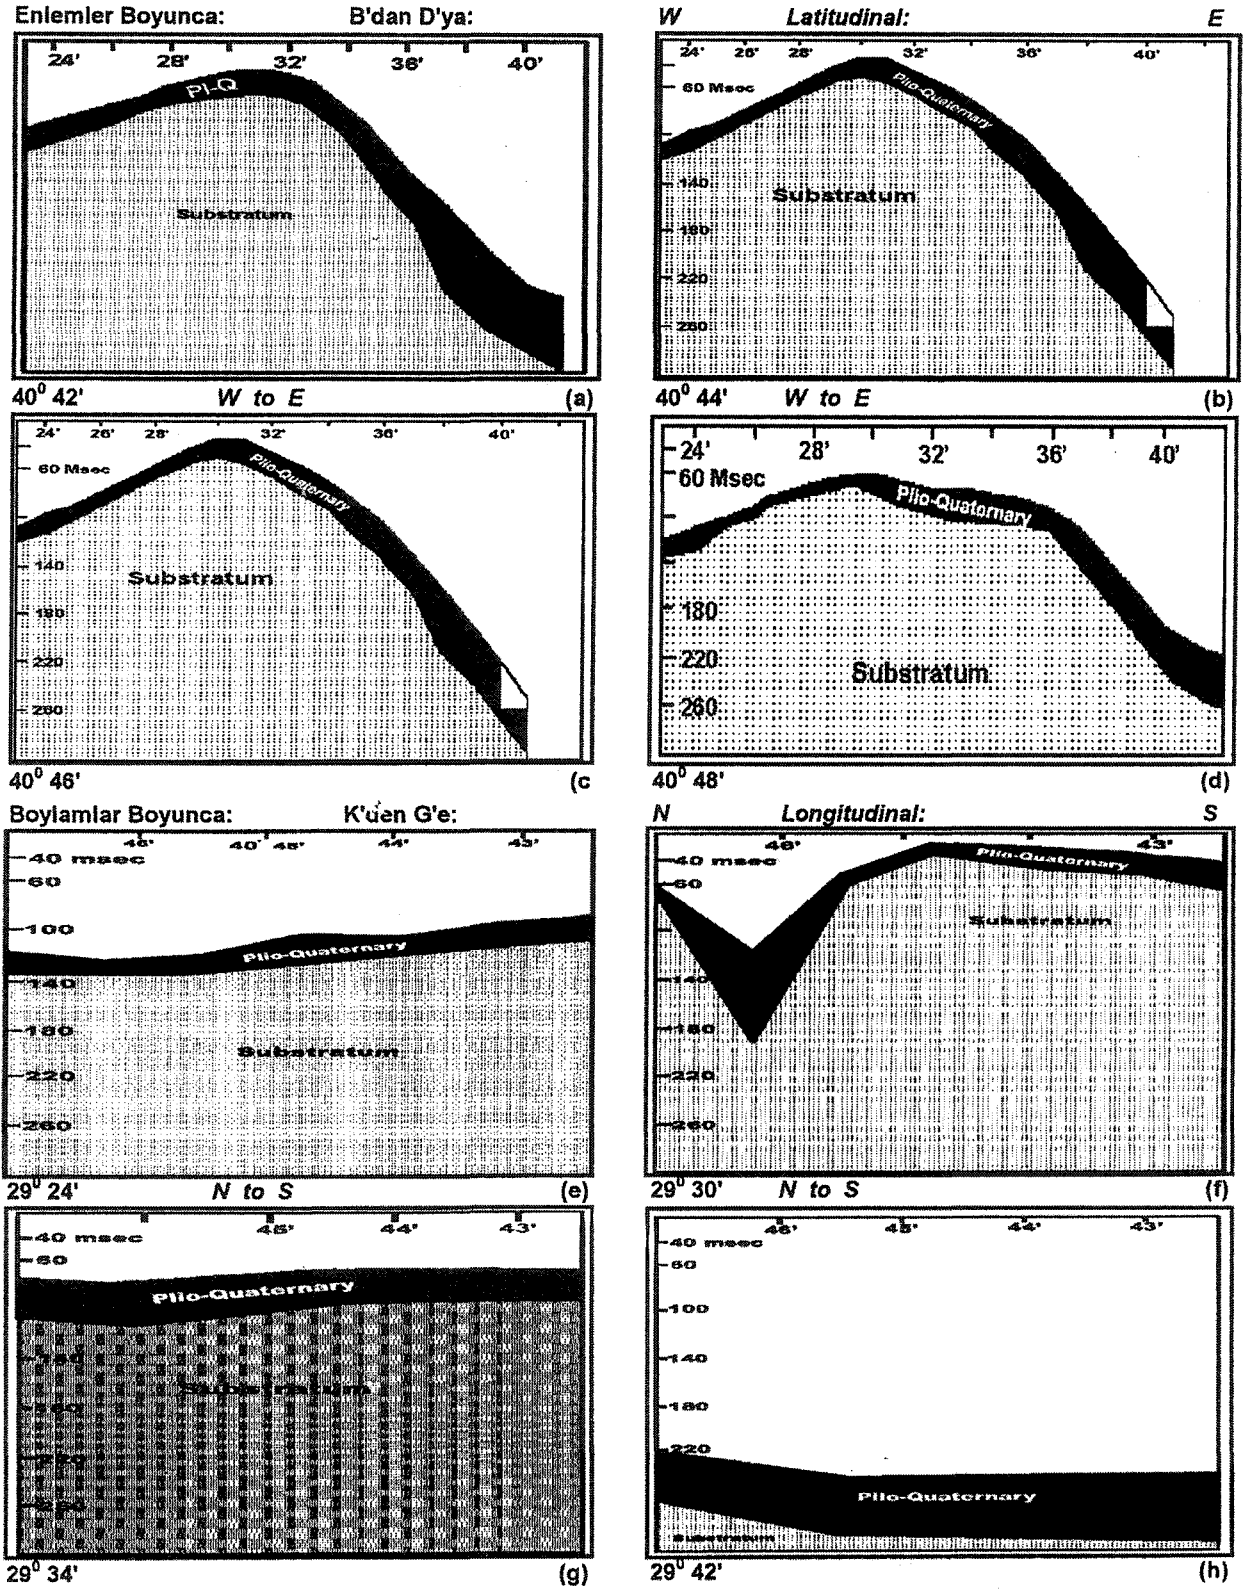 Enlemler Boyunca: B'dan D'ya: W Latitudinal: E
24' 28' 32' 36' 40'
Pl-Q
Substratum
24' 26' 28' 32' 36' 40'
60 Msec
Plio-Quaternary
140
Substratum
180
220
260
40⁰ 42' W to E (a)
40⁰ 44' W to E (b)
24' 26' 28' 32' 36' 40'
60 Msec
Plio-Quaternary
140
Substratum
180
220
260
24' 28' 32' 36' 40'
60 Msec
Plio-Quaternary
180
220
Substratum
260
40⁰ 46' (c
40⁰ 48' (d)
Boylamlar Boyunca: K'den G'e: N Longitudinal: S
46' 40⁰ 45' 44' 43'
40 msec
60
100
Plio-Quaternary
140
180
Substratum
220
260
46' 43'
40 msec
Plio-Quaternary
60
Substratum
140
180
220
260
29⁰ 24' N to S (e)
29⁰ 30' N to S (f)
45' 44' 43'
40 msec
60
Plio-Quaternary
Substratum
46' 45' 44' 43'
40 msec
60
100
140
180
220
Plio-Quaternary
Substratum
29⁰ 34' (g)
29⁰ 42' (h)